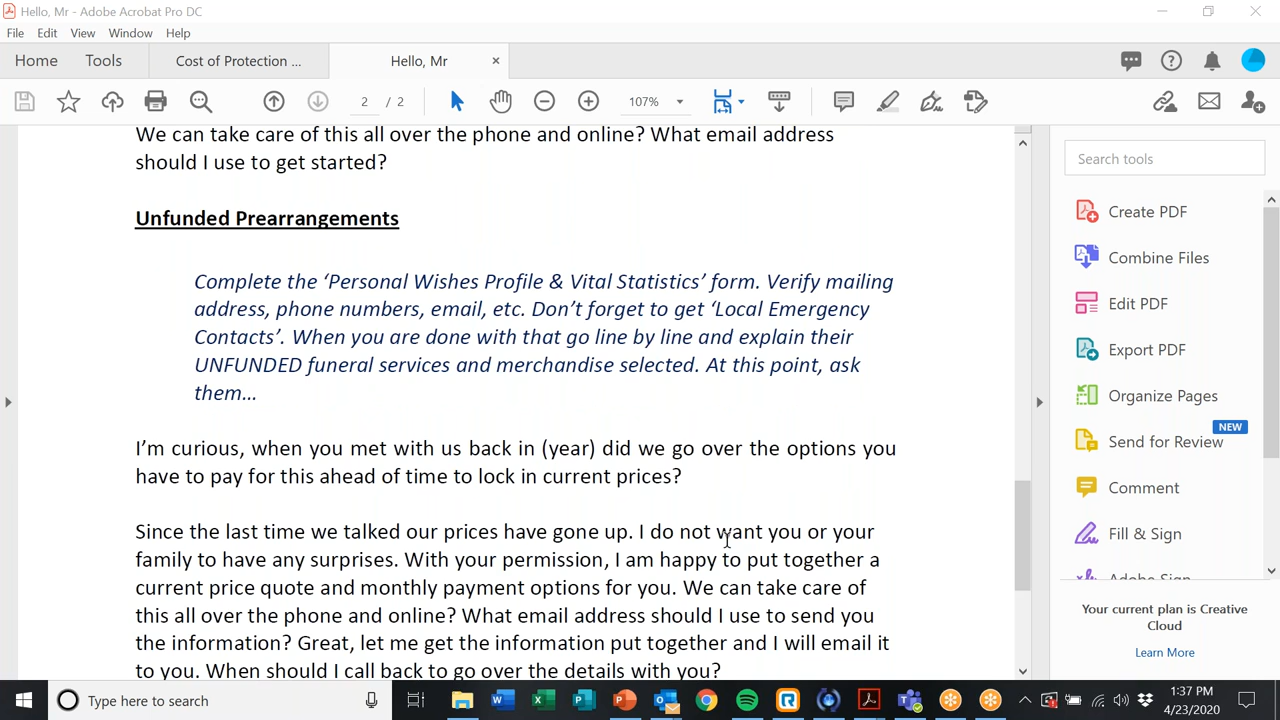 Hello, Mr - Adobe Acrobat Pro DC
File Edit View Window Help
Home Tools Cost of Protection ... Hello, Mr ×
2 / 2 107%
We can take care of this all over the phone and online? What email address
should I use to get started?
Unfunded Prearrangements
Complete the ‘Personal Wishes Profile & Vital Statistics’ form. Verify mailing
address, phone numbers, email, etc. Don’t forget to get ‘Local Emergency
Contacts’. When you are done with that go line by line and explain their
UNFUNDED funeral services and merchandise selected. At this point, ask
them…
I’m curious, when you met with us back in (year) did we go over the options you
have to pay for this ahead of time to lock in current prices?
Since the last time we talked our prices have gone up. I do not want you or your
family to have any surprises. With your permission, I am happy to put together a
current price quote and monthly payment options for you. We can take care of
this all over the phone and online? What email address should I use to send you
the information? Great, let me get the information put together and I will email it
to you. When should I call back to go over the details with you?
Search tools
Create PDF
Combine Files
Edit PDF
Export PDF
Organize Pages
NEW
Send for Review
Comment
Fill & Sign
Adobe Sign
Your current plan is Creative
Cloud
Learn More
Type here to search
1:37 PM
4/23/2020